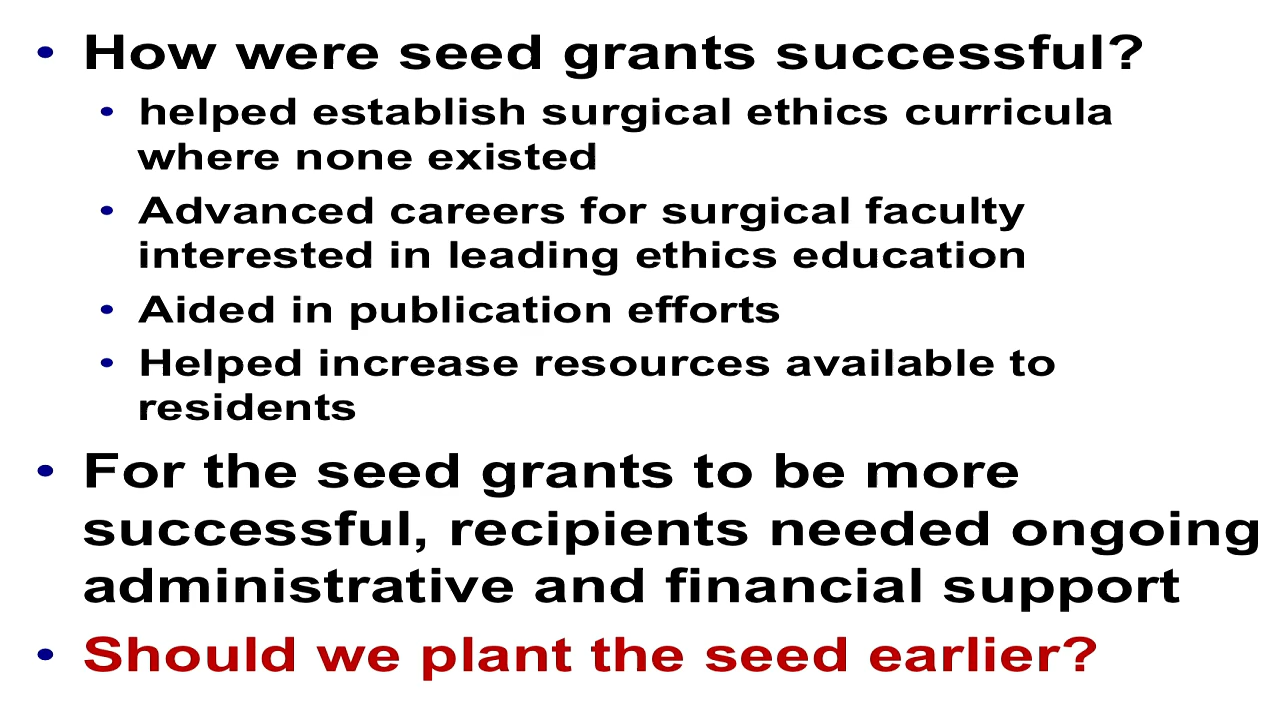 • How were seed grants successful?
• helped establish surgical ethics curricula
where none existed
• Advanced careers for surgical faculty
interested in leading ethics education
• Aided in publication efforts
• Helped increase resources available to
residents
• For the seed grants to be more
successful, recipients needed ongoing
administrative and financial support
• Should we plant the seed earlier?